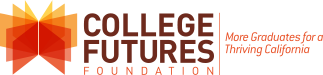 COLLEGE
FUTURES
FOUNDATION
More Graduates for a
Thriving California